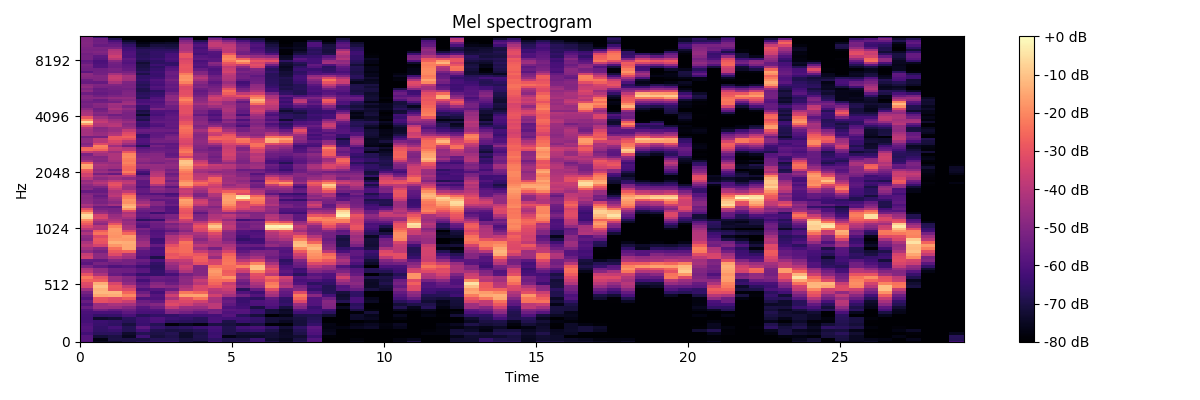 Mel spectrogram
Hz
8192
4096
2048
1024
512
0
0 5 10 15 20 25
Time
+0 dB
-10 dB
-20 dB
-30 dB
-40 dB
-50 dB
-60 dB
-70 dB
-80 dB